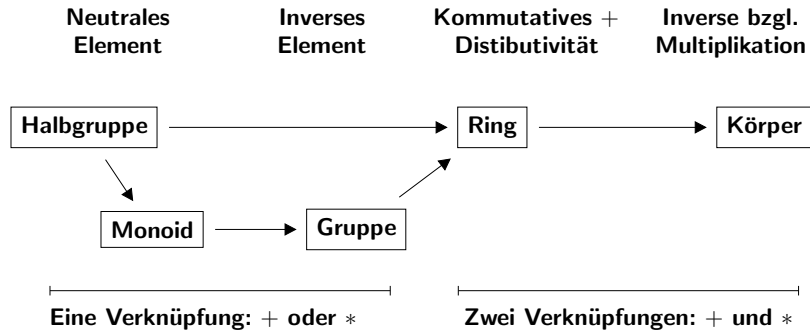 Neutrales
Element
Inverses
Element
Kommutatives +
Distibutivität
Inverse bzgl.
Multiplikation
Halbgruppe
Ring
Körper
Monoid
Gruppe
Eine Verknüpfung: + oder *
Zwei Verknüpfungen: + und *